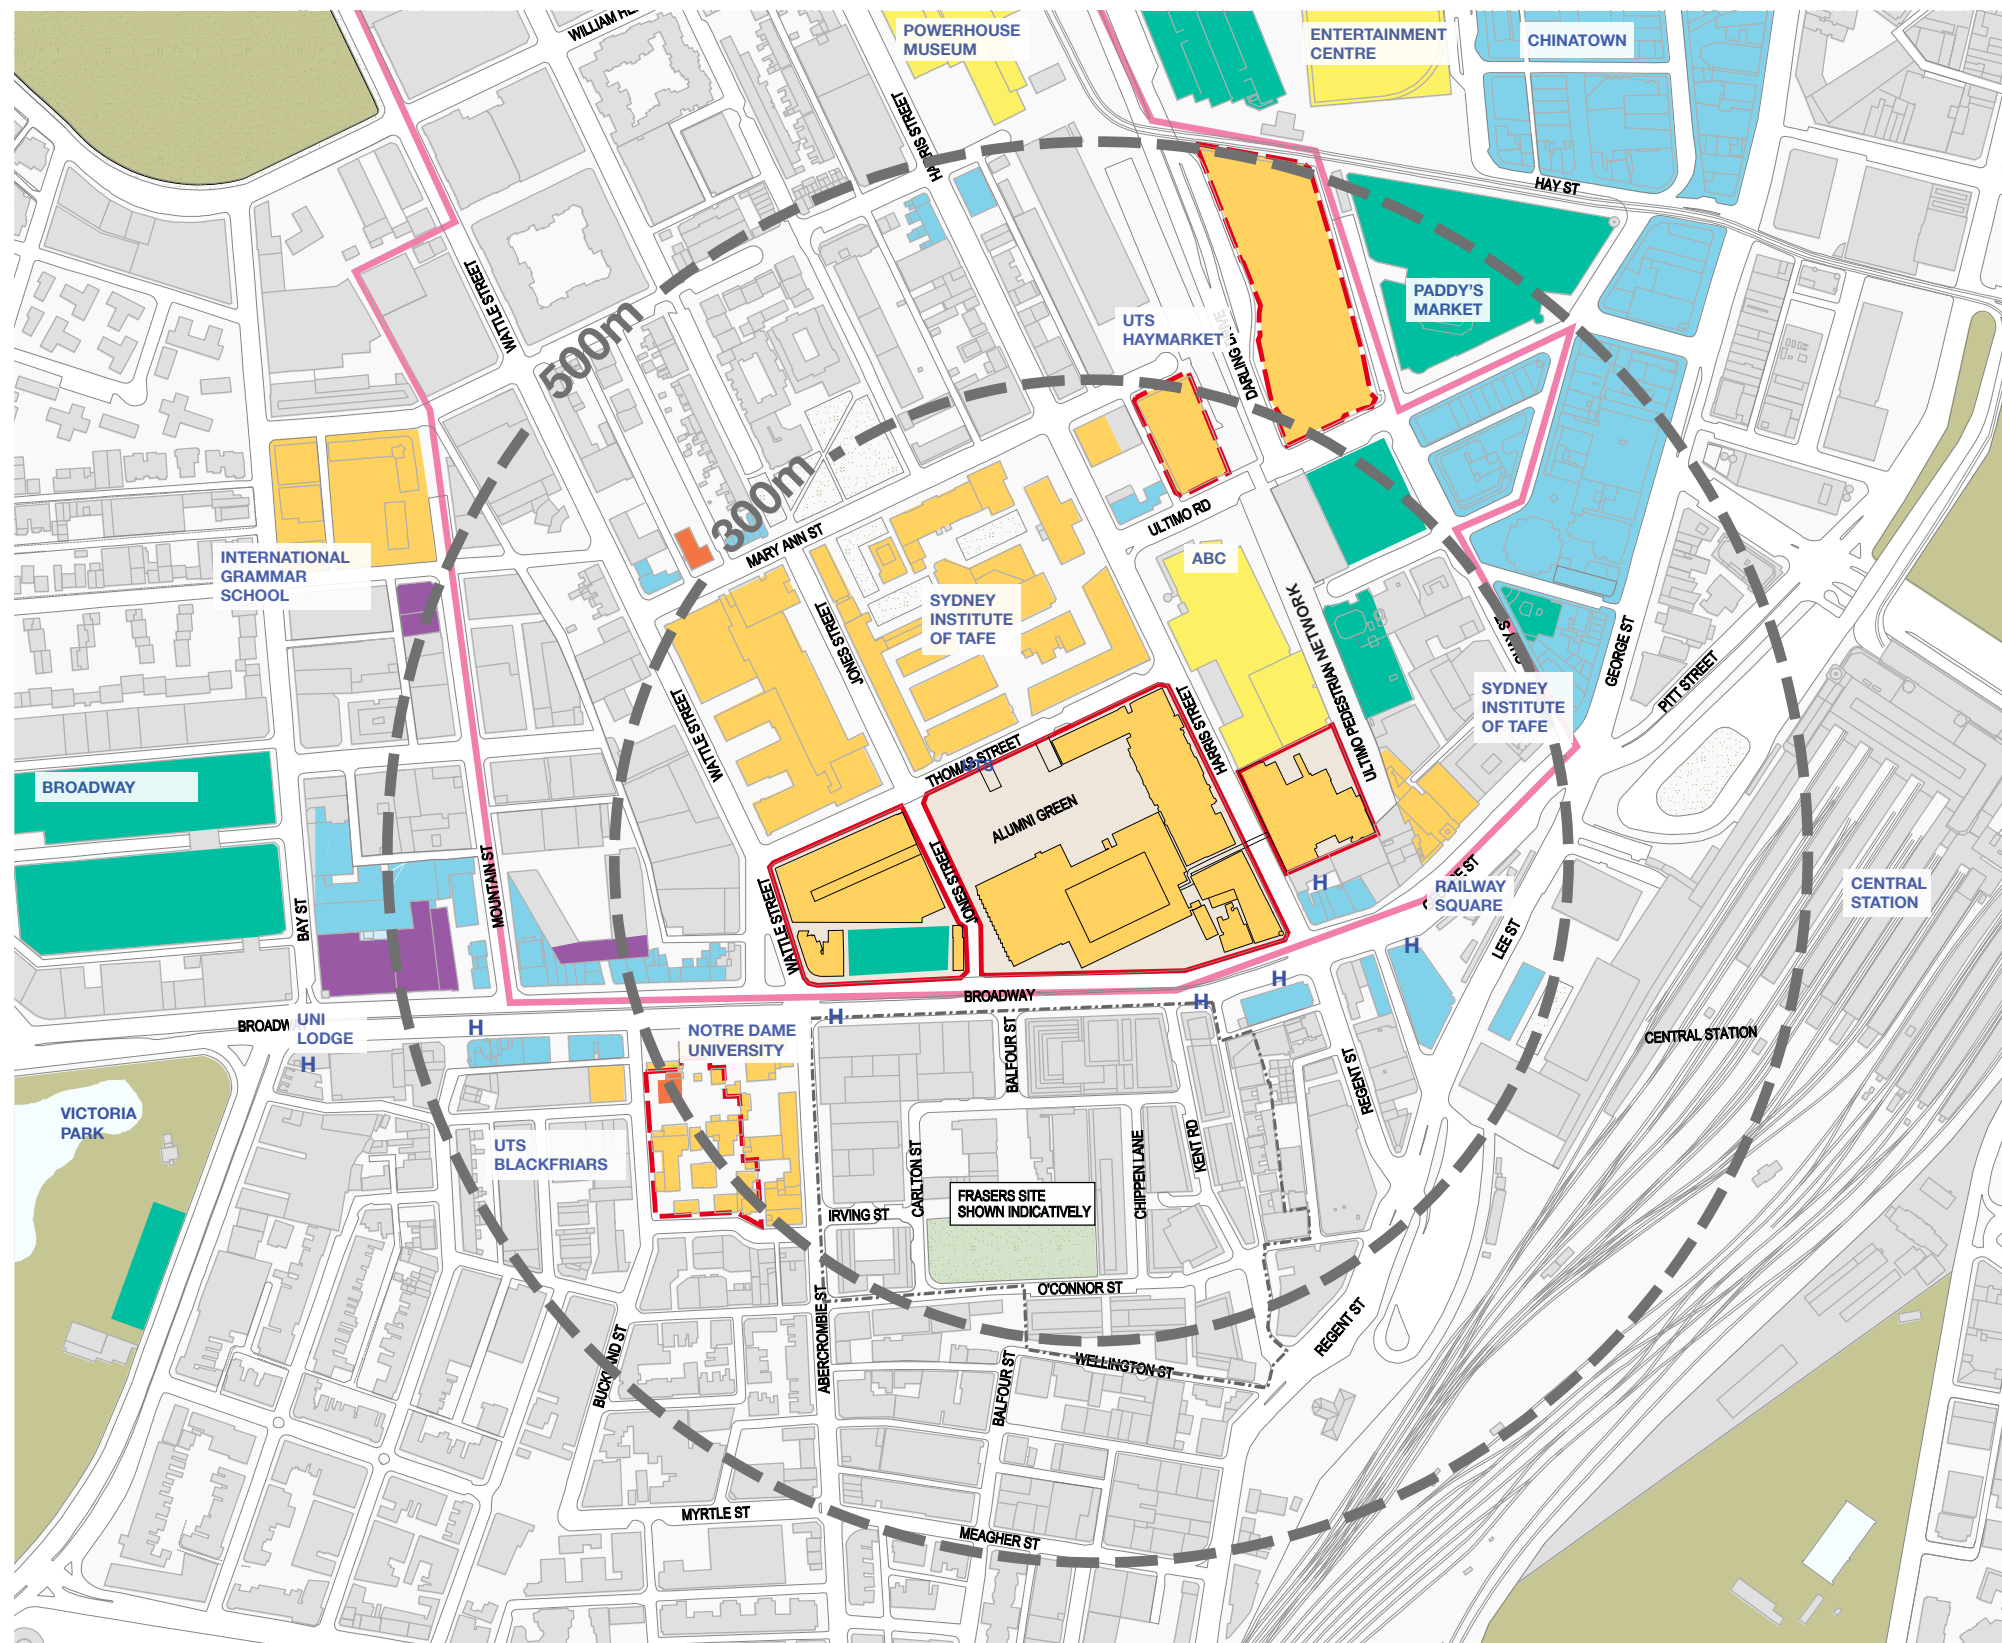 WILLIAM HE
POWERHOUSE
MUSEUM
ENTERTAINMENT
CENTRE
CHINATOWN
HARRIS STREET
HAY ST
WATTLE STREET
500m
UTS
HAYMARKET
PADDY'S
MARKET
300m
MARY ANN ST
ULTIMO RD
ABC
INTERNATIONAL
GRAMMAR
SCHOOL
SYDNEY
INSTITUTE
OF TAFE
JONES STREET
ULTIMO PEDESTRIAN NETWORK
GEORGE ST
PITT STREET
SYDNEY
INSTITUTE
OF TAFE
WATTLE STREET
THOMAS STREET
UTS
HARRIS STREET
BROADWAY
ALUMNI GREEN
MOUNTAIN ST
BAY ST
WATTLE STREET
JONES STREET
H
RAILWAY
SQUARE
CENTRAL
STATION
LEE ST
H
H
H
BROADWAY
H
UNI
LODGE
BROADW
H
H
NOTRE DAME
UNIVERSITY
CENTRAL STATION
BALFOUR ST
REGENT ST
VICTORIA
PARK
UTS
BLACKFRIARS
CARLTON ST
CHIPPEN LANE
KENT RD
FRASERS SITE
SHOWN INDICATIVELY
IRVING ST
O'CONNOR ST
ABERCROMBIE ST
REGENT ST
WELLINGTON ST
BALFOUR ST
MYRTLE ST
MEAGHER ST